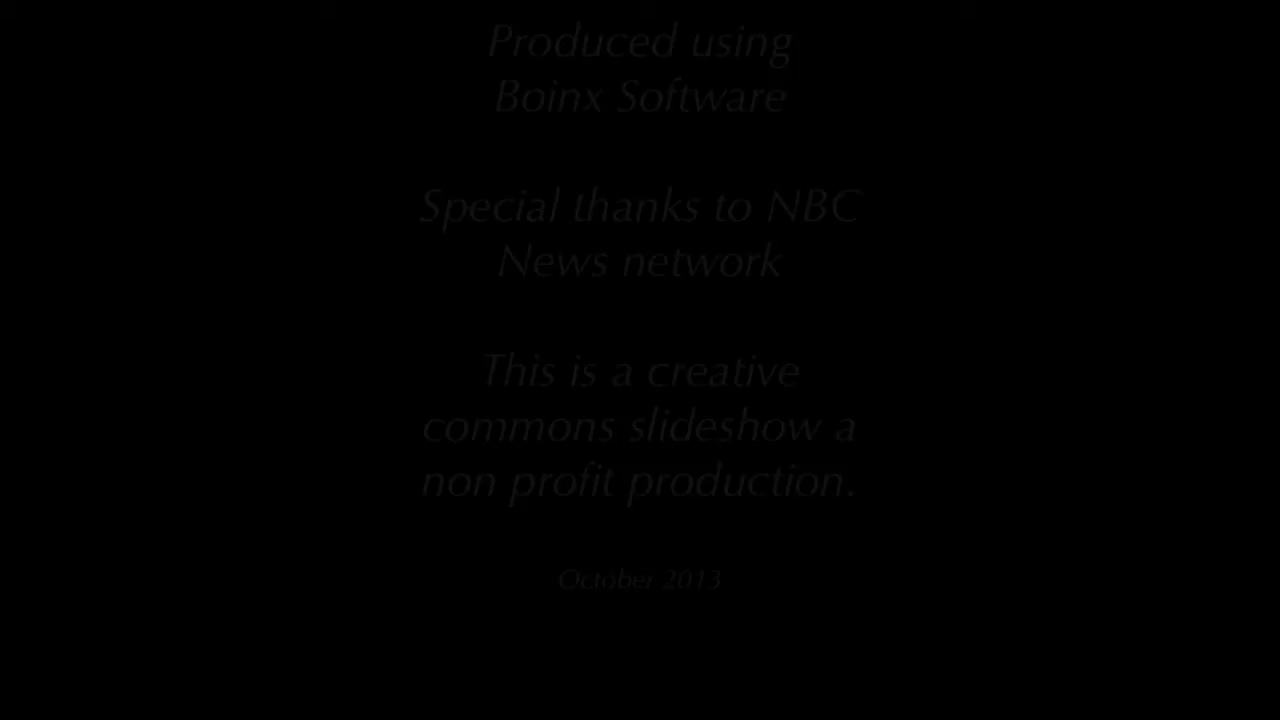 Produced using
Boinx Software
Special thanks to NBC
News network
This is a creative
commons slideshow a
non profit production.
October 2013